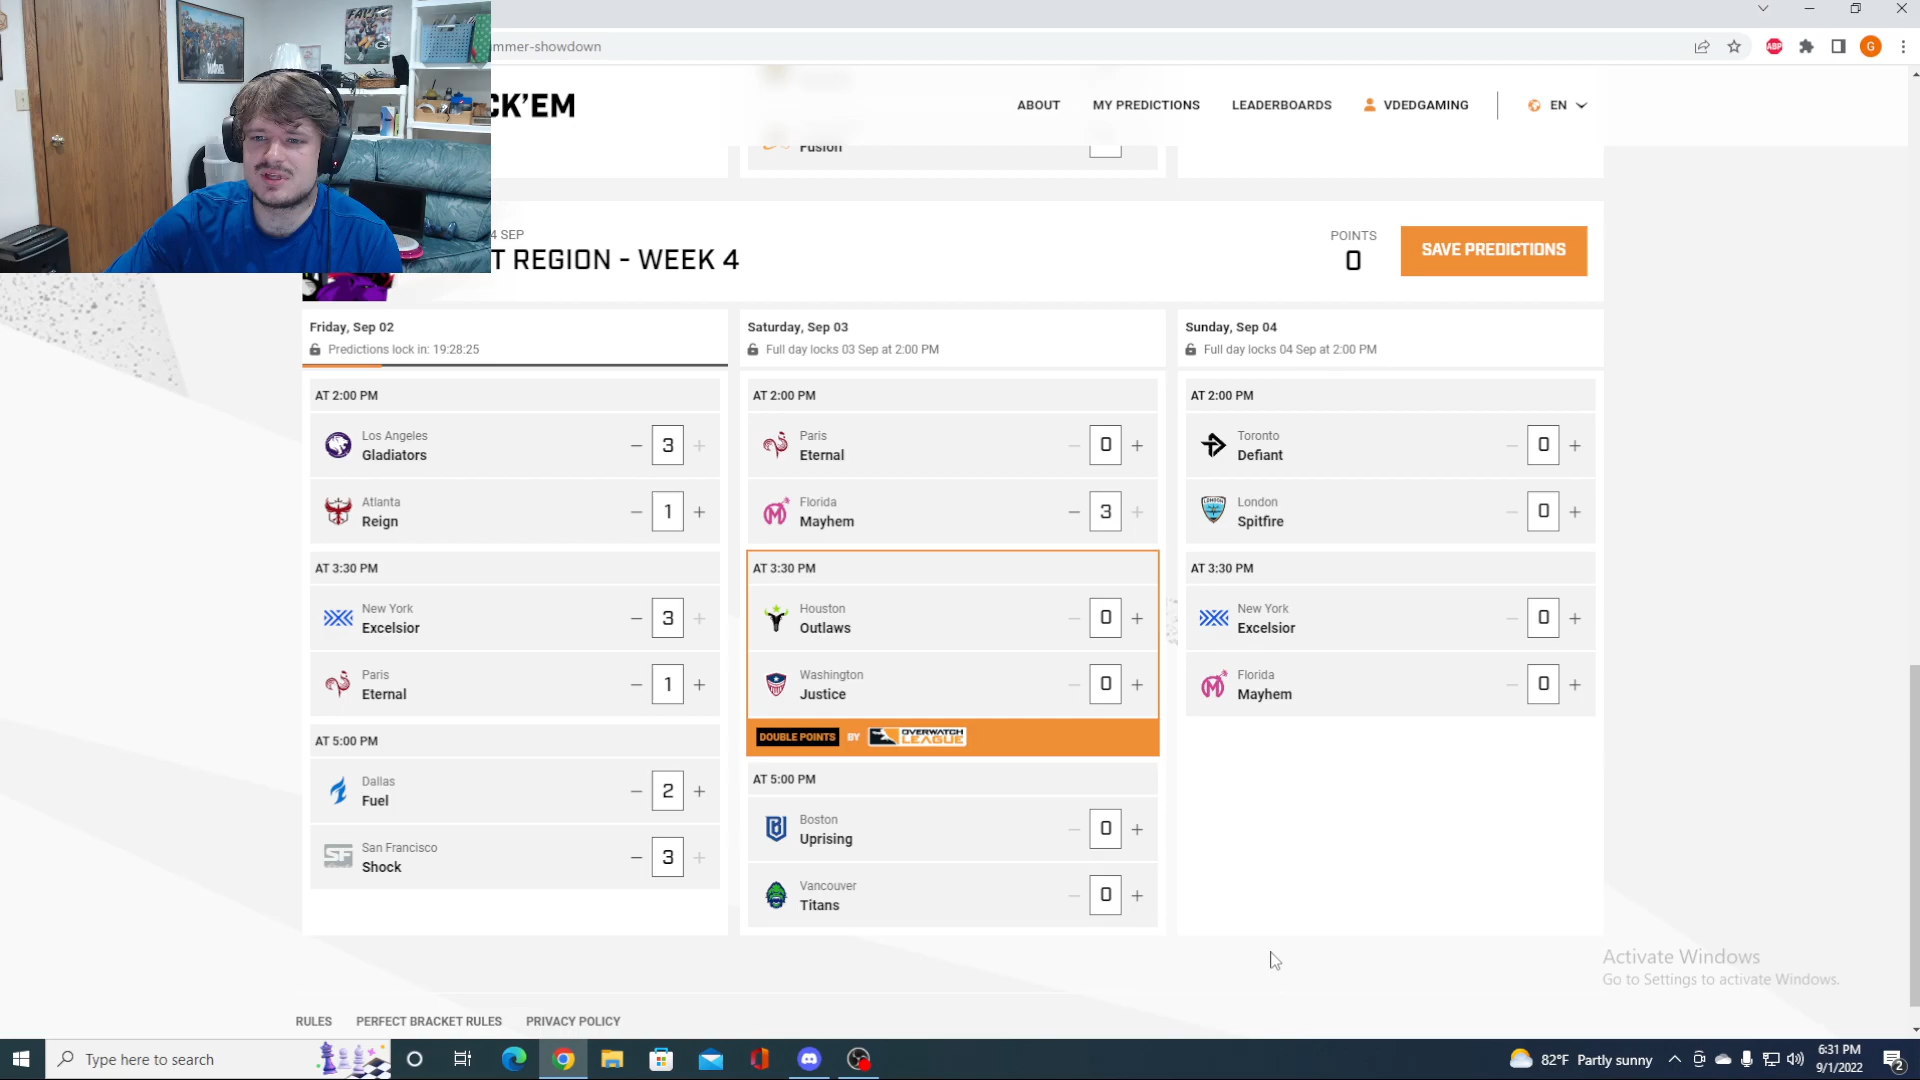 mmer-showdown
CK'EM
ABOUT
MY PREDICTIONS
LEADERBOARDS
VDEDGAMING
EN
Fusion
4 SEP
T REGION - WEEK 4
POINTS
0
SAVE PREDICTIONS
Friday, Sep 02
Predictions lock in: 19:28:25
AT 2:00 PM
Los Angeles
Gladiators
3
Atlanta
Reign
1
AT 3:30 PM
New York
Excelsior
3
Paris
Eternal
1
AT 5:00 PM
Dallas
Fuel
2
San Francisco
Shock
3
Saturday, Sep 03
Full day locks 03 Sep at 2:00 PM
AT 2:00 PM
Paris
Eternal
0
Florida
Mayhem
3
AT 3:30 PM
Houston
Outlaws
0
Washington
Justice
0
DOUBLE POINTS BY OVERWATCH LEAGUE
AT 5:00 PM
Boston
Uprising
0
Vancouver
Titans
0
Sunday, Sep 04
Full day locks 04 Sep at 2:00 PM
AT 2:00 PM
Toronto
Defiant
0
London
Spitfire
0
AT 3:30 PM
New York
Excelsior
0
Florida
Mayhem
0
Activate Windows
Go to Settings to activate Windows.
RULES
PERFECT BRACKET RULES
PRIVACY POLICY
Type here to search
82°F Partly sunny
6:31 PM
9/1/2022
2
ABP
G
SF